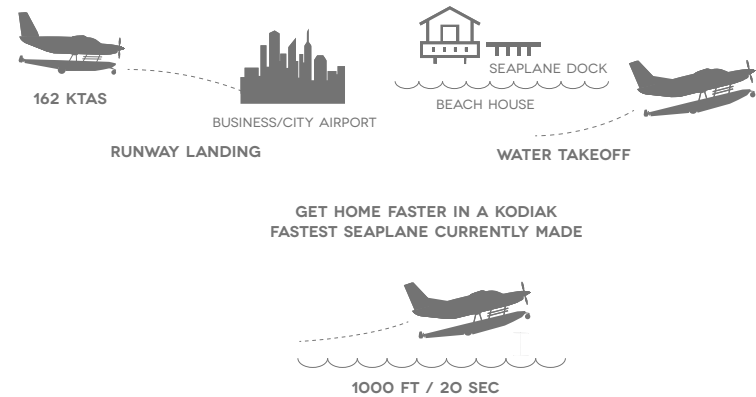 162 KTAS
BUSINESS/CITY AIRPORT
RUNWAY LANDING
SEAPLANE DOCK
BEACH HOUSE
WATER TAKEOFF
GET HOME FASTER IN A KODIAK
FASTEST SEAPLANE CURRENTLY MADE
1000 FT / 20 SEC